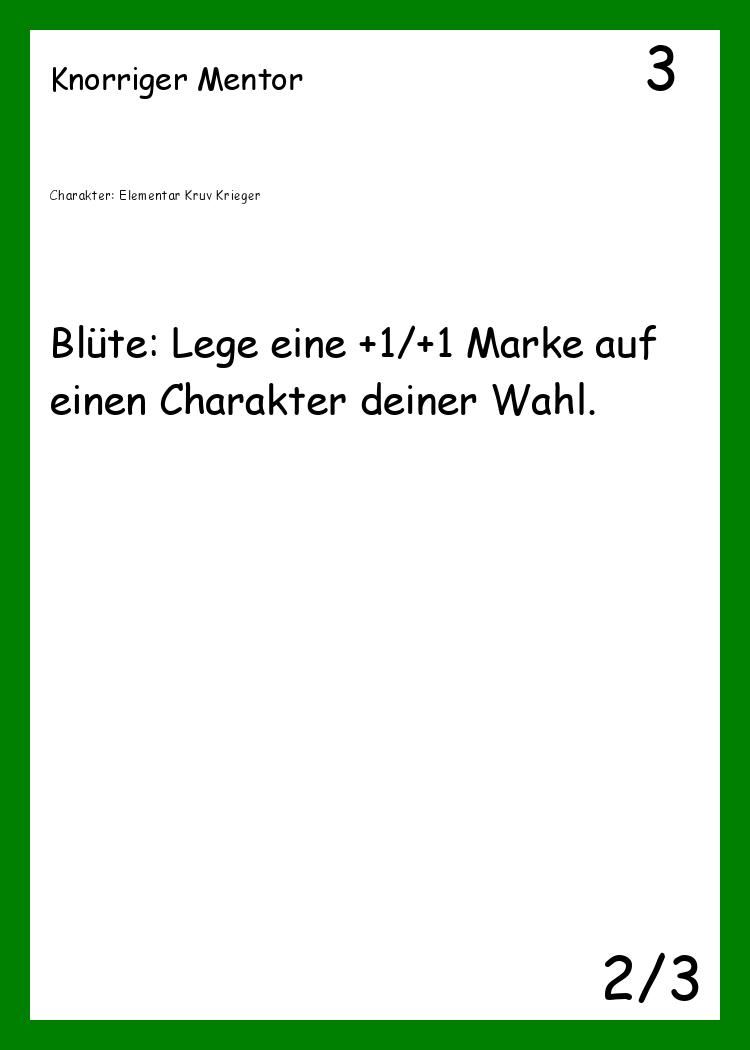 Knorriger Mentor
3
Charakter: Elementar Kruv Krieger
Blüte: Lege eine +1/+1 Marke auf
einen Charakter deiner Wahl.
2/3